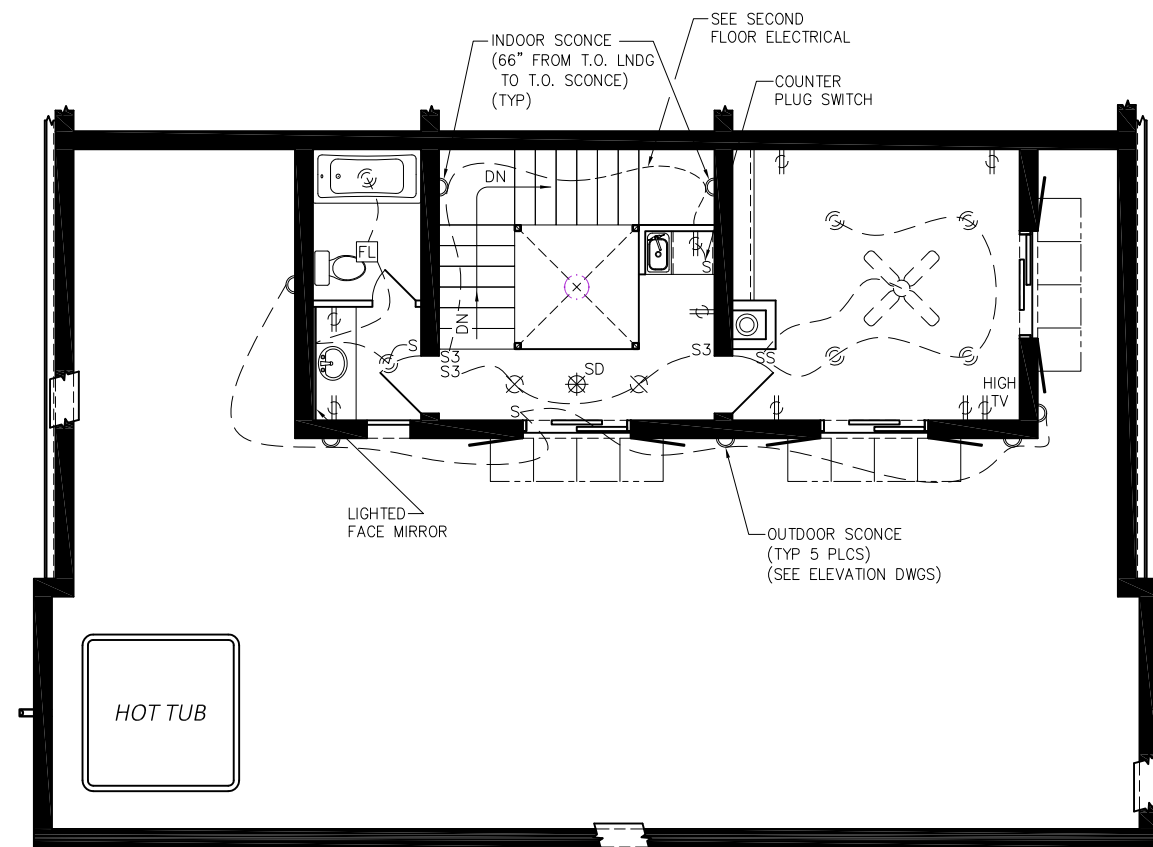 SEE SECOND
FLOOR ELECTRICAL
INDOOR SCONCE
(66" FROM T.O. LNDG
TO T.O. SCONCE)
(TYP)
COUNTER
PLUG SWITCH
DN
FL
S
DN
S
S3
S3
S3
SS
SD
HIGH
TV
S
LIGHTED
FACE MIRROR
OUTDOOR SCONCE
(TYP 5 PLCS)
(SEE ELEVATION DWGS)
HOT TUB